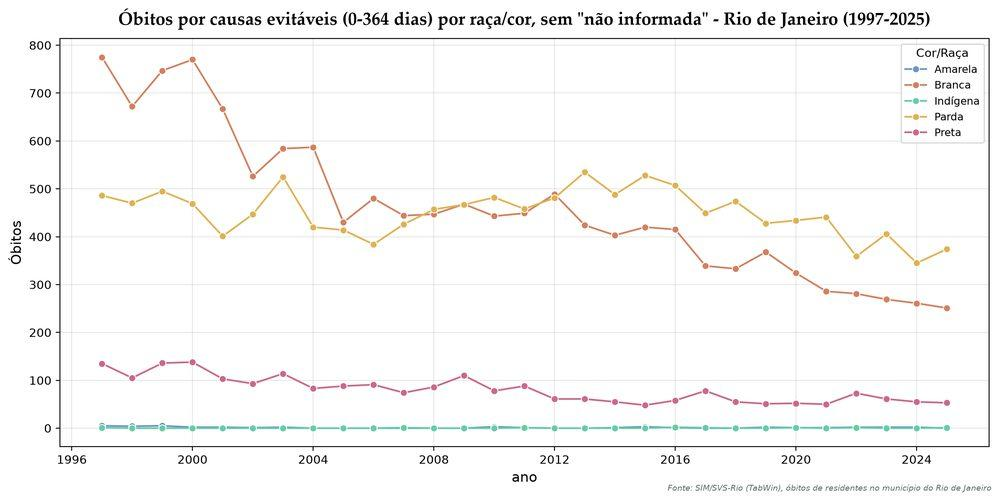 Óbitos por causas evitáveis (0-364 dias) por raça/cor, sem "não informada" - Rio de Janeiro (1997-2025)
Cor/Raça
Amarela
Branca
Indígena
Parda
Preta
Óbitos
800
700
600
500
400
300
200
100
0
1996
2000
2004
2008
2012
2016
2020
2024
ano
Fonte: SIM/SVS-Rio (TabWin), óbitos de residentes no município do Rio de Janeiro